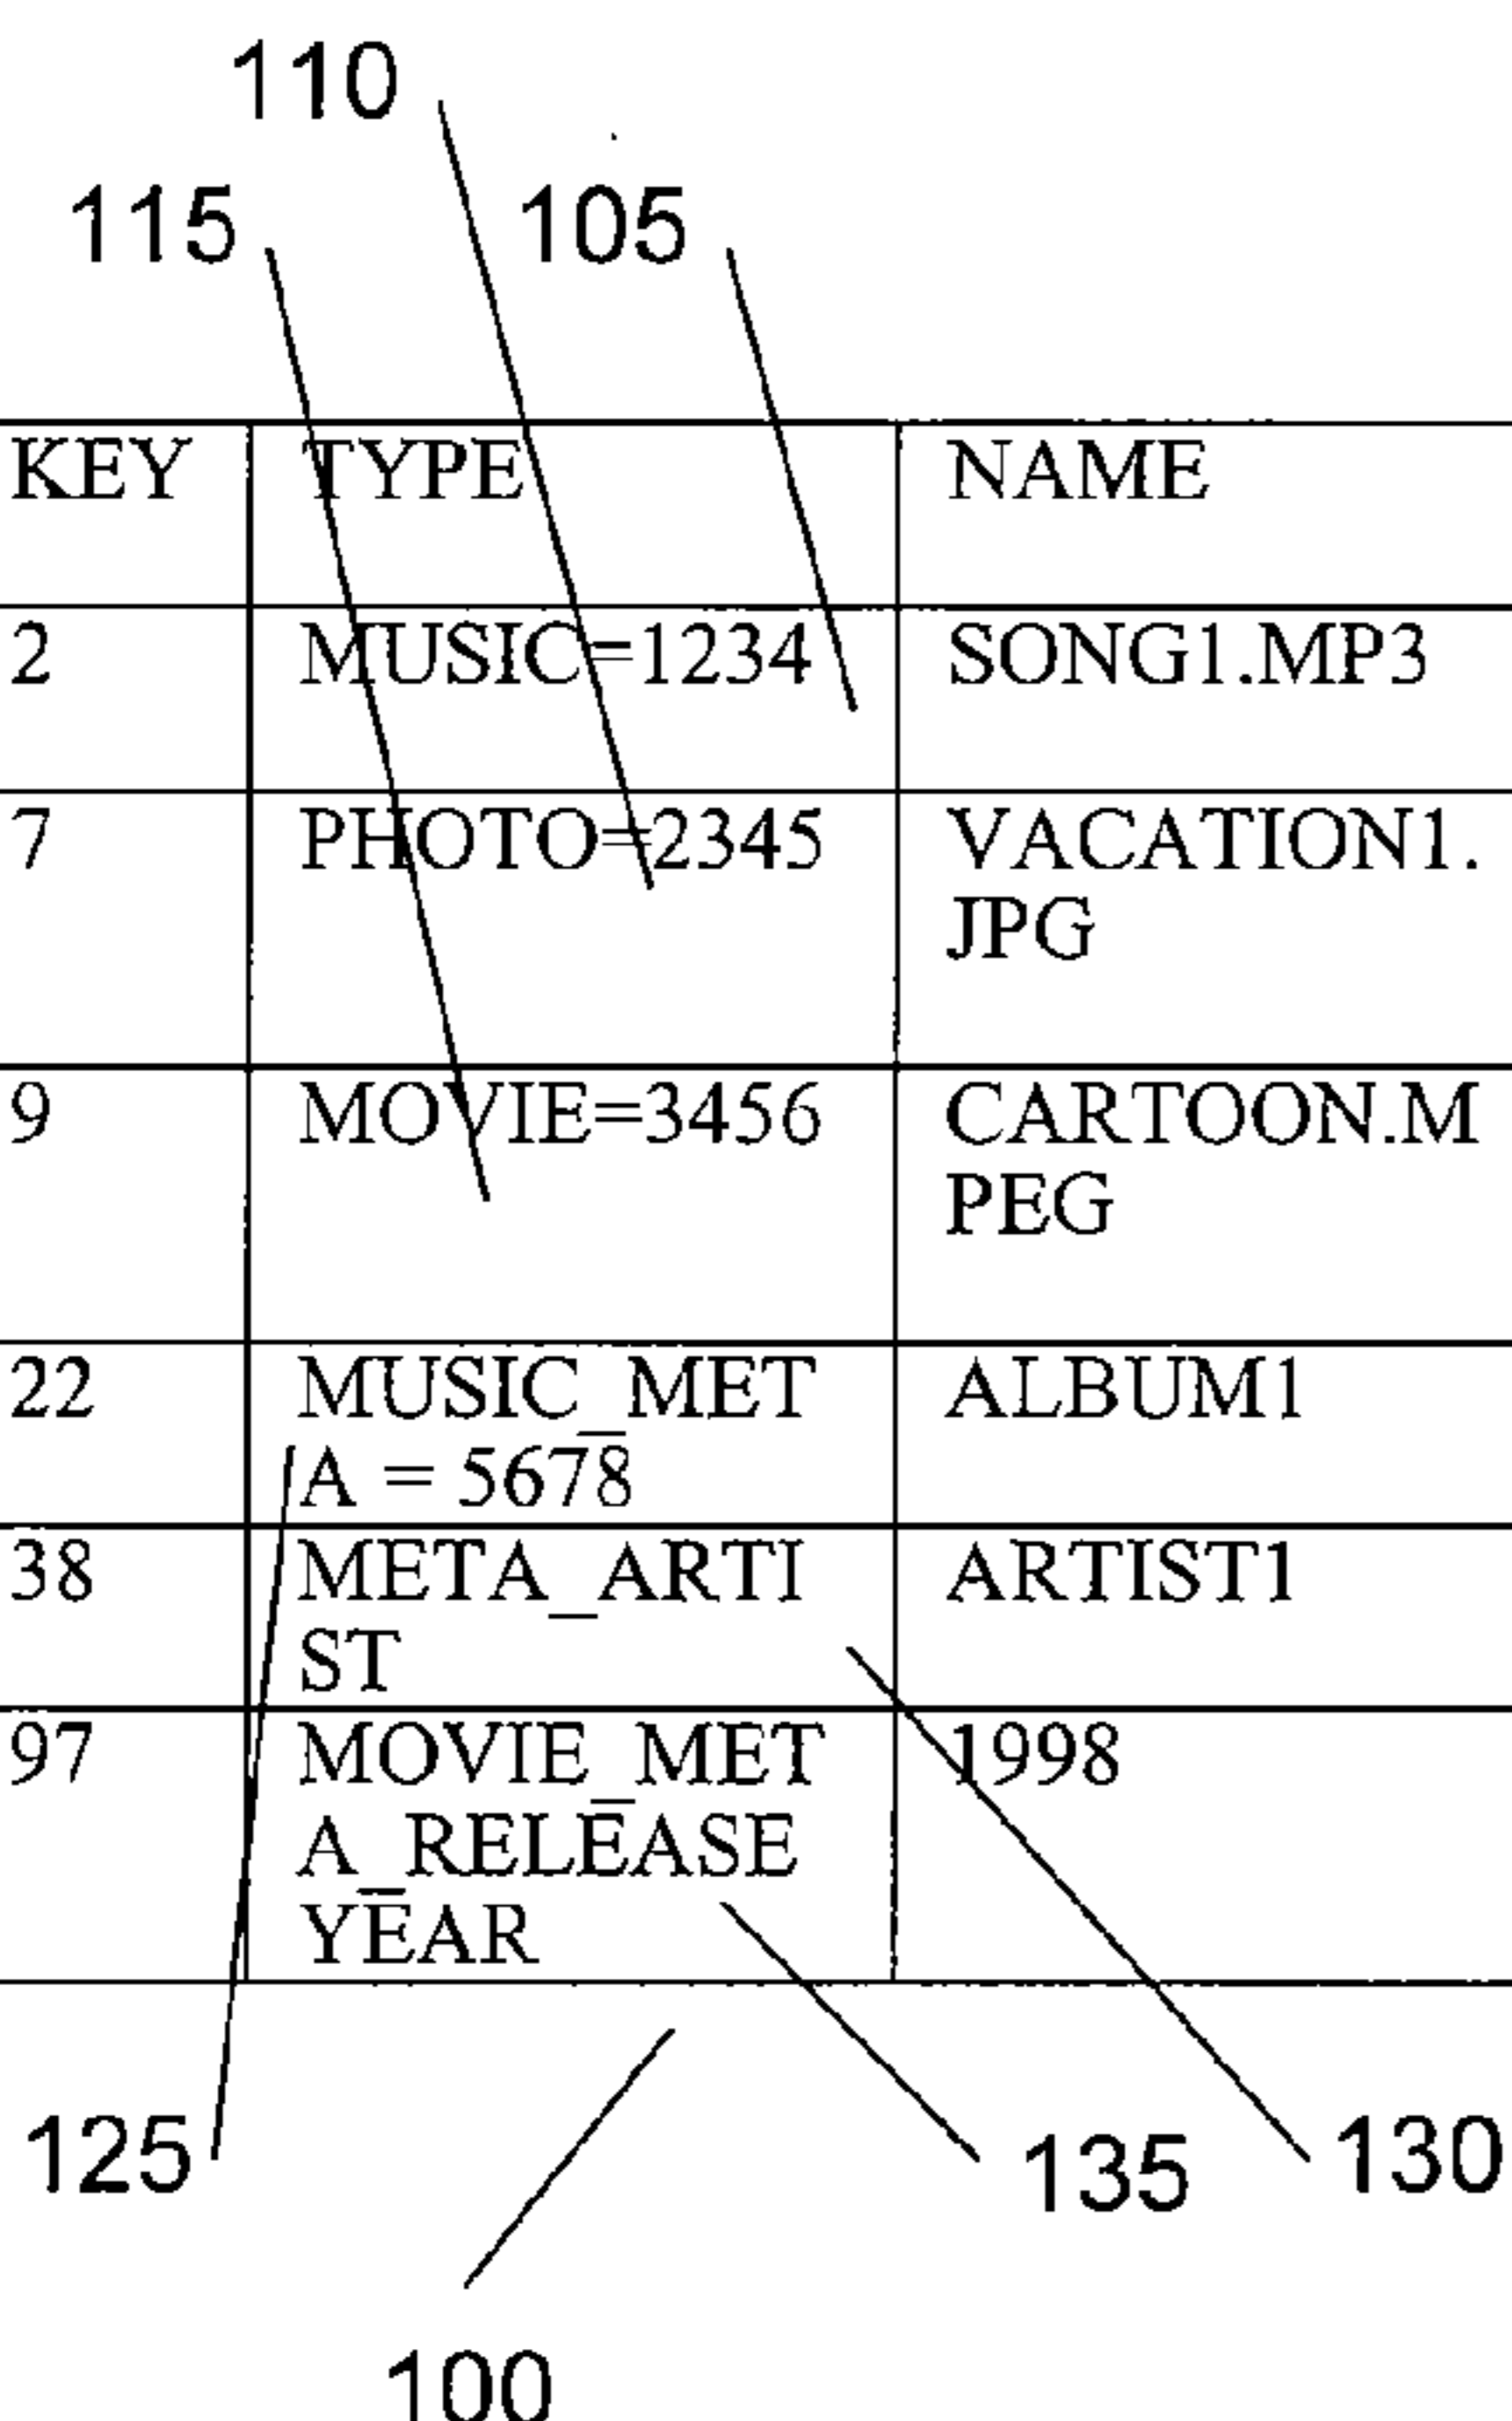 110
115 105
KEY TYPE NAME
2 MUSIC=1234 SONG1.MP3
7 PHOTO=2345 VACATION1.
JPG
9 MOVIE=3456 CARTOON.M
PEG
22 MUSIC_MET ALBUM1
A = 5678
38 META_ARTI ARTIST1
ST
97 MOVIE_MET 1998
A_RELEASE
YEAR
125 135 130
100